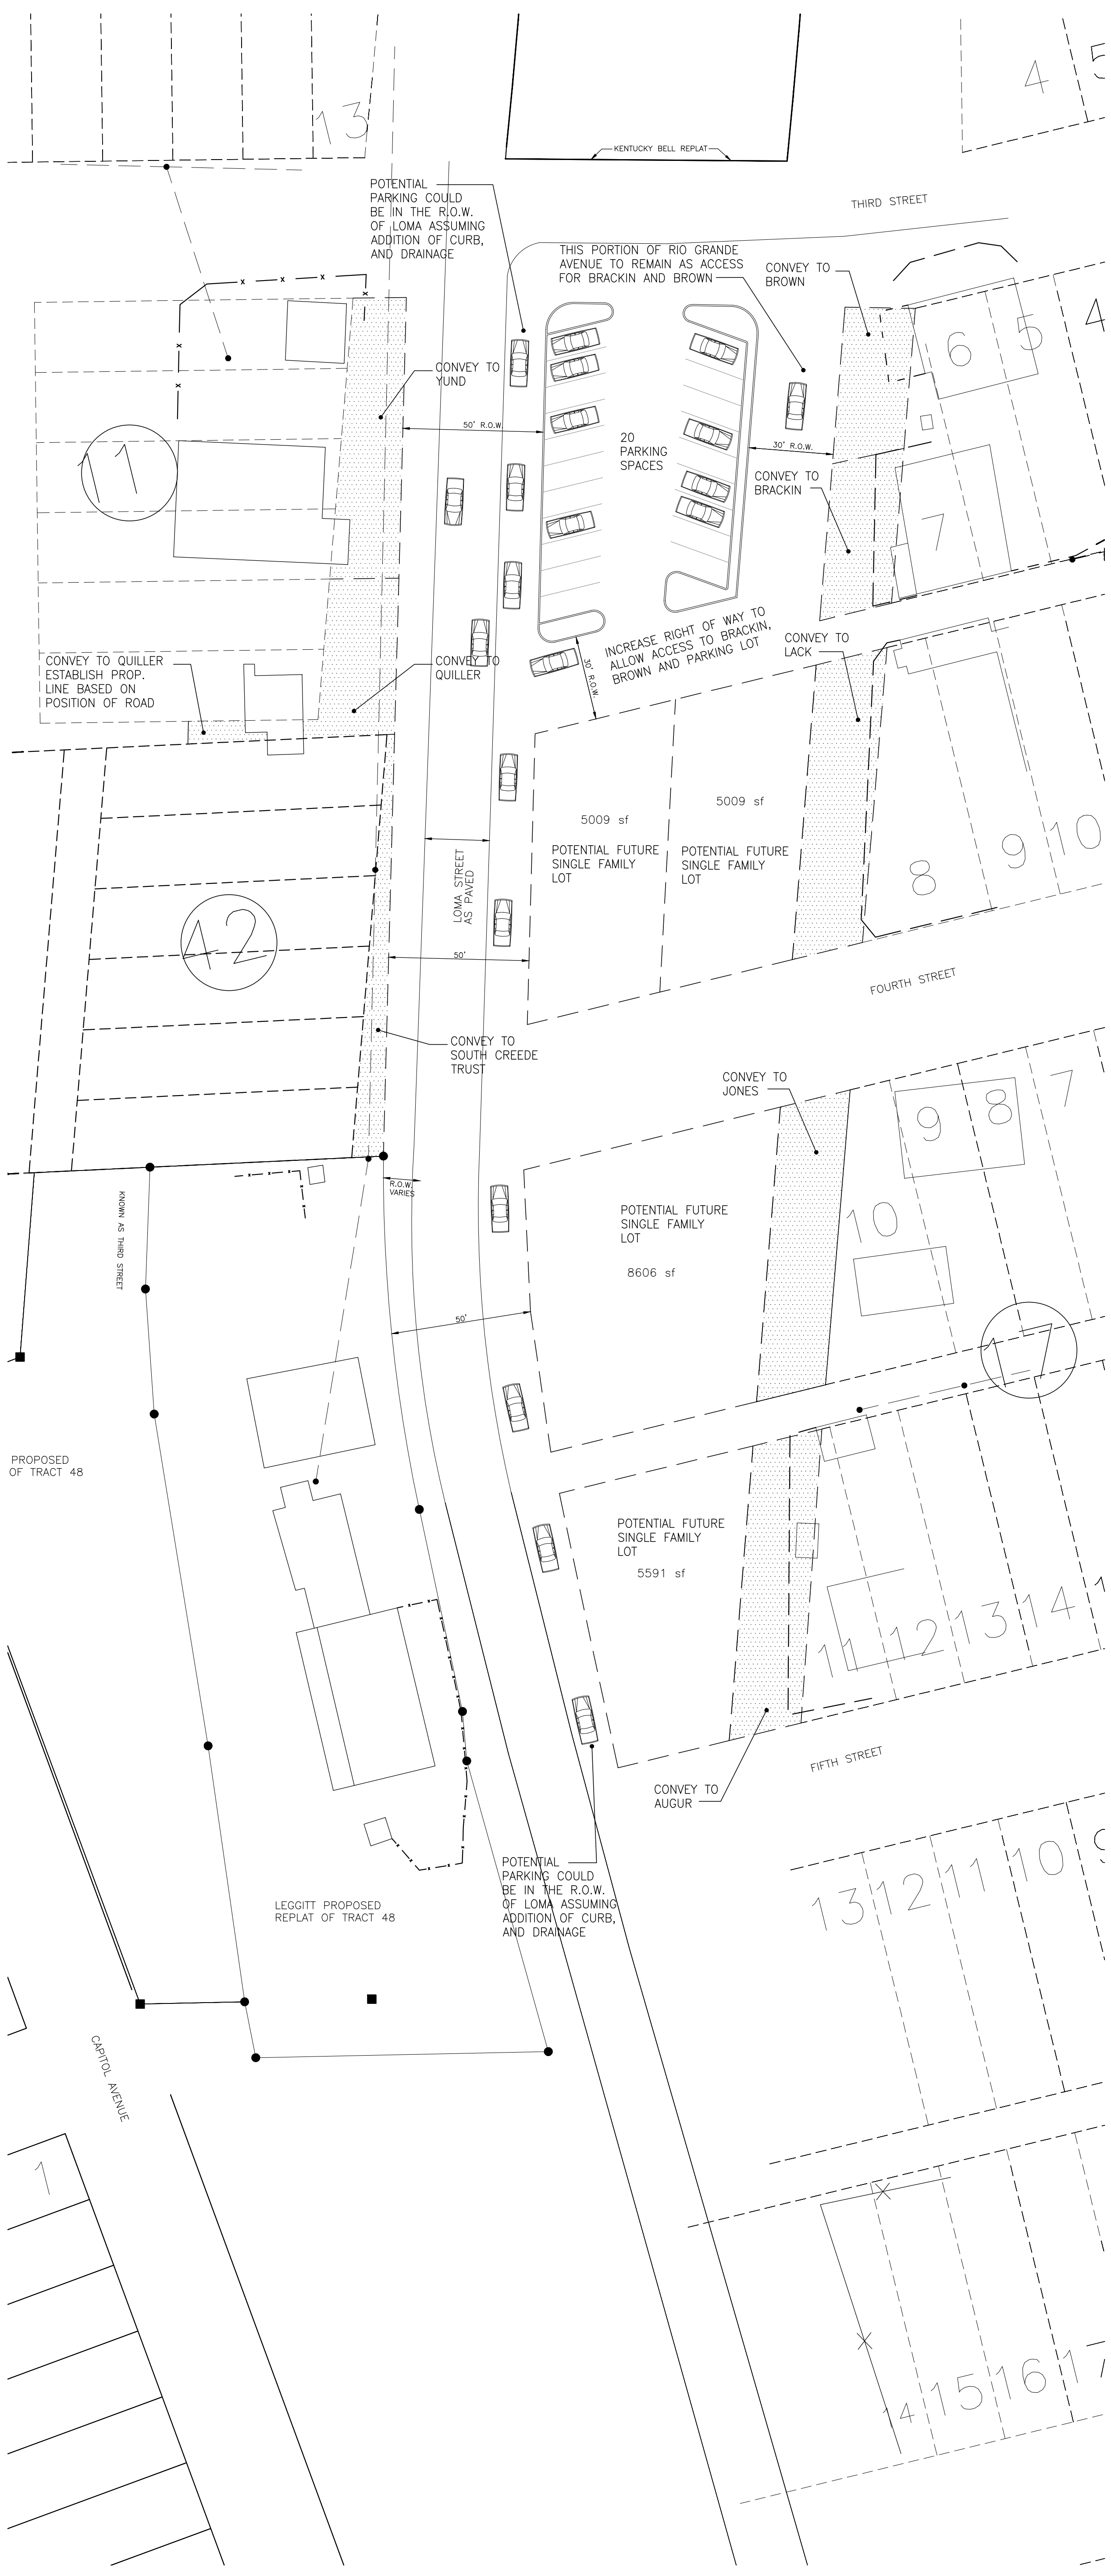 13
4
5
KENTUCKY BELL REPLAT
THIRD STREET
POTENTIAL
PARKING COULD
BE IN THE R.O.W.
OF LOMA ASSUMING
ADDITION OF CURB,
AND DRAINAGE
THIS PORTION OF RIO GRANDE
AVENUE TO REMAIN AS ACCESS
FOR BRACKIN AND BROWN
CONVEY TO
BROWN
6
5
4
CONVEY TO
YUND
50' R.O.W.
20
PARKING
SPACES
30' R.O.W.
11
CONVEY TO
BRACKIN
7
INCREASE RIGHT OF WAY TO
ALLOW ACCESS TO BRACKIN,
BROWN AND PARKING LOT
30' R.O.W.
CONVEY TO
LACK
CONVEY TO QUILLER
ESTABLISH PROP.
LINE BASED ON
POSITION OF ROAD
CONVEY TO
QUILLER
5009 sf
POTENTIAL FUTURE
SINGLE FAMILY
LOT
5009 sf
POTENTIAL FUTURE
SINGLE FAMILY
LOT
8
9
10
LOMA STREET
AS PAVED
42
50'
FOURTH STREET
CONVEY TO
SOUTH CREEDE
TRUST
CONVEY TO
JONES
9
8
7
10
R.O.W.
VARIES
KNOWN AS THIRD STREET
POTENTIAL FUTURE
SINGLE FAMILY
LOT
8606 sf
50'
17
PROPOSED
OF TRACT 48
POTENTIAL FUTURE
SINGLE FAMILY
LOT
5591 sf
11
12
13
14
1
FIFTH STREET
CONVEY TO
AUGUR
POTENTIAL
PARKING COULD
BE IN THE R.O.W.
OF LOMA ASSUMING
ADDITION OF CURB,
AND DRAINAGE
13
12
11
10
9
LEGGITT PROPOSED
REPLAT OF TRACT 48
CAPITOL AVENUE
1
14
15
16
17